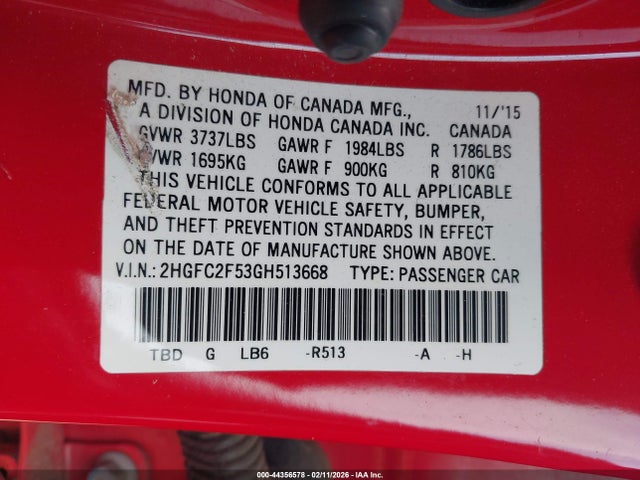 MFD. BY HONDA OF CANADA MFG., 11/'15
A DIVISION OF HONDA CANADA INC. CANADA
GVWR 3737LBS GAWR F 1984LBS R 1786LBS
GVWR 1695KG GAWR F 900KG R 810KG
THIS VEHICLE CONFORMS TO ALL APPLICABLE
FEDERAL MOTOR VEHICLE SAFETY, BUMPER,
AND THEFT PREVENTION STANDARDS IN EFFECT
ON THE DATE OF MANUFACTURE SHOWN ABOVE.
V.I.N.: 2HGFC2F53GH513668 TYPE: PASSENGER CAR
TBD G LB6 -R513 -A -H
000-44356578 - 02/11/2026 - IAA Inc.